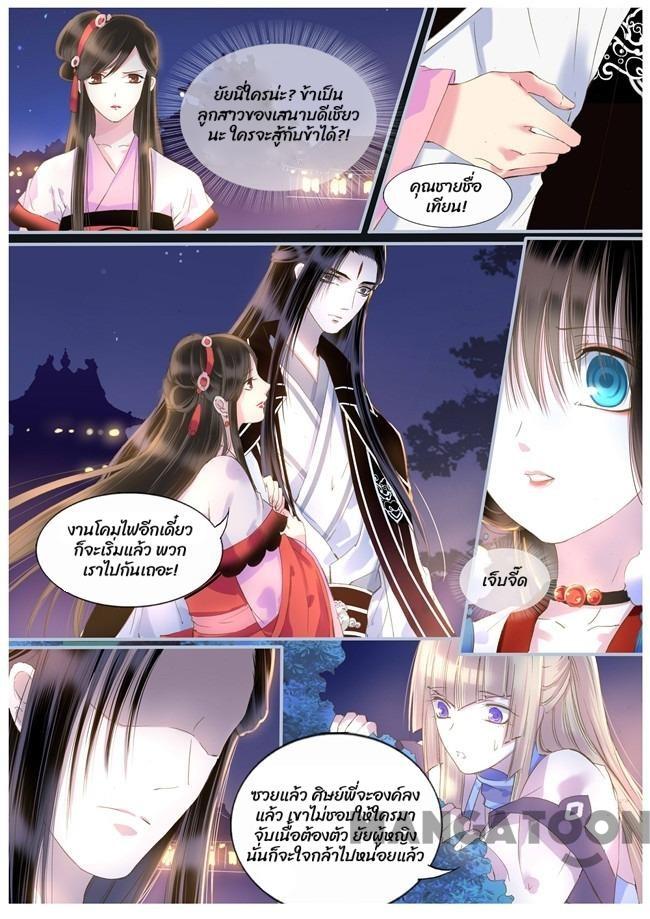 ยัยนี่ใครน่ะ? ข้าเป็น
ลูกสาวของเสนาบดีเชียว
นะ ใครจะสู้กับข้าได้?!
คุณชายชื่อ
เทียน!
งานโคมไฟอีกเดี๋ยว
ก็จะเริ่มแล้ว พวก
เราไปกันเถอะ!
เจ็บจี๊ด
ซวยแล้ว ศิษย์พี่จะองค์ลง
แล้ว เขาไม่ชอบให้ใครมา
จับเนื้อต้องตัว ยัยผู้หญิง
นั่นก็จะใจกล้าไปหน่อยแล้ว
MANGATOON